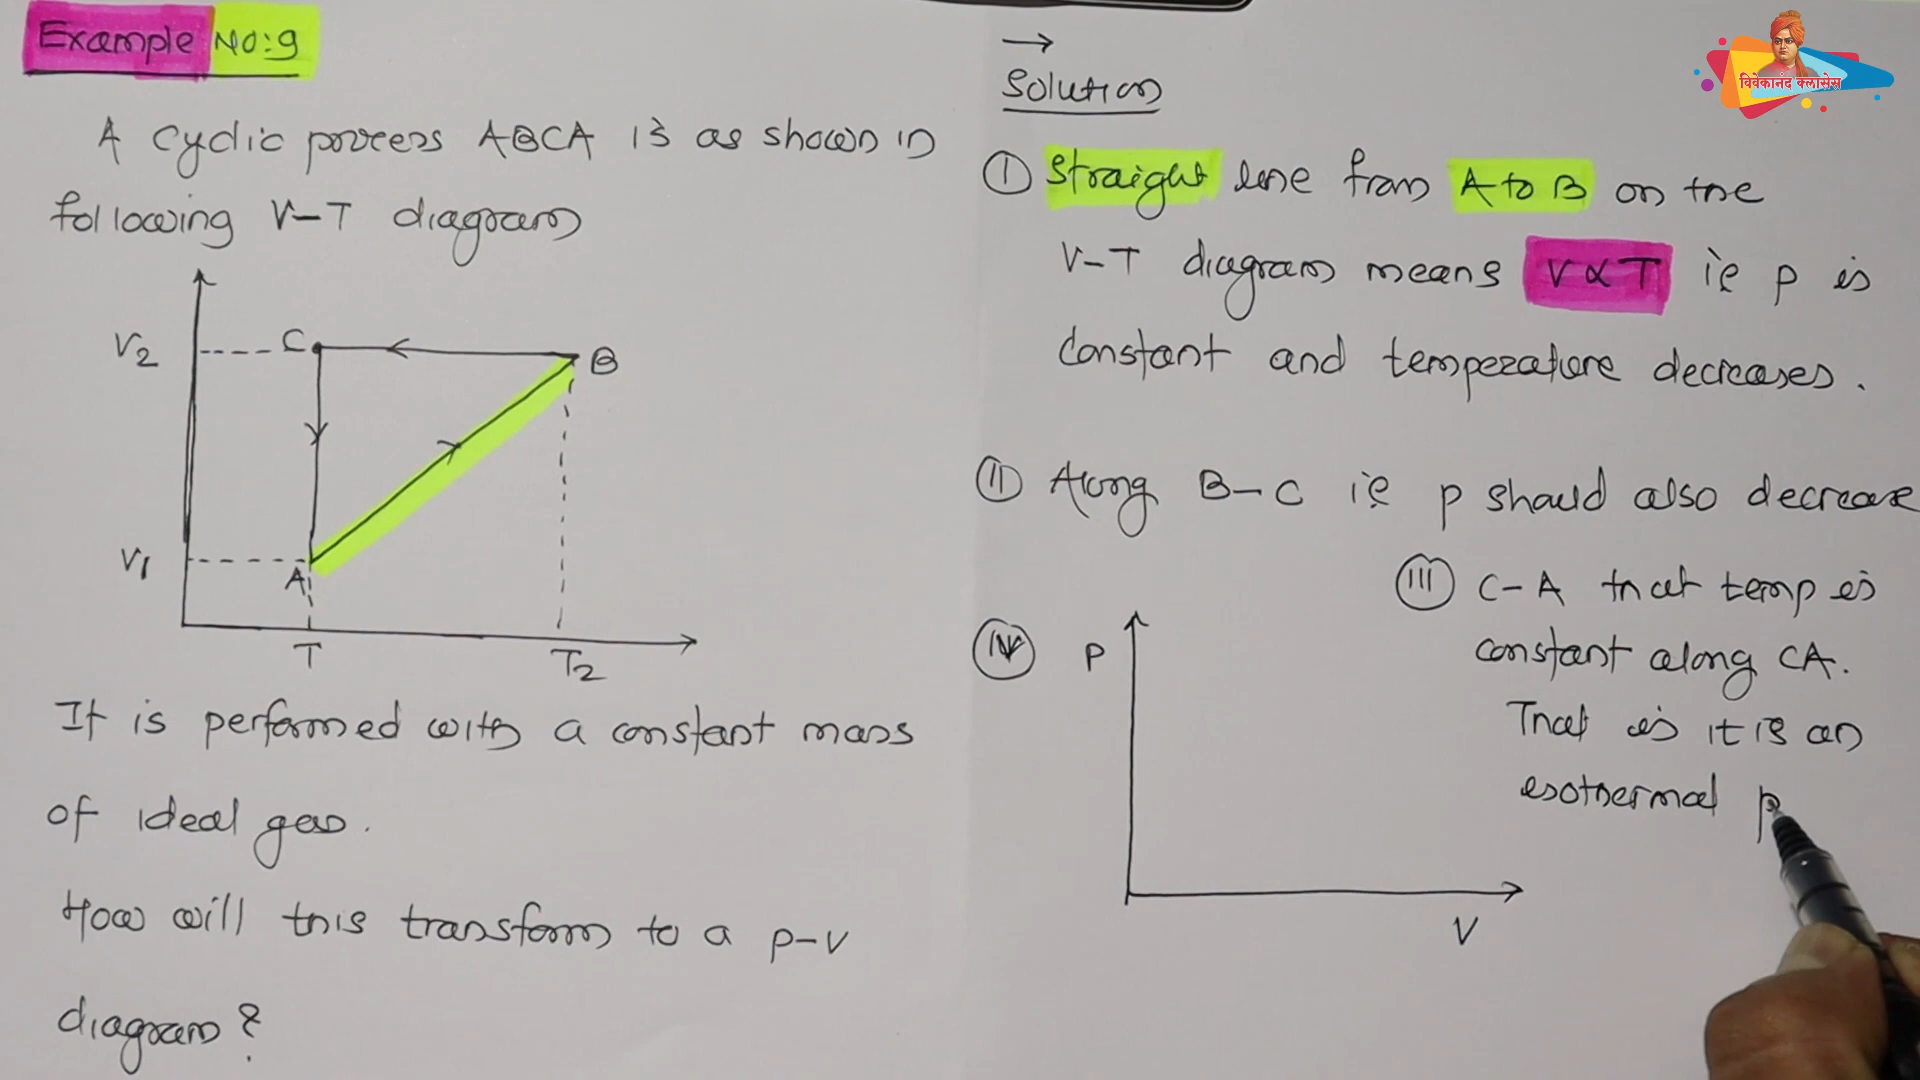 Example No:9
A cyclic process ABCA is as shown in
following V-T diagram
V2
C
B
V1
A
T
T2
It is performed with a constant mass
of ideal gas.
How will this transform to a p-v
diagram?
→
Solution
① Straight line from A to B on the
V-T diagram means V∝T ie p is
constant and temperature decreases.
ⓘⓘ Along B-C ie p should also decrease
ⓘⓘⓘ C-A that temp is
constant along CA.
That is it is an
isothermal p
ⓘⓥ P
V
विवेकानंद क्लासेस